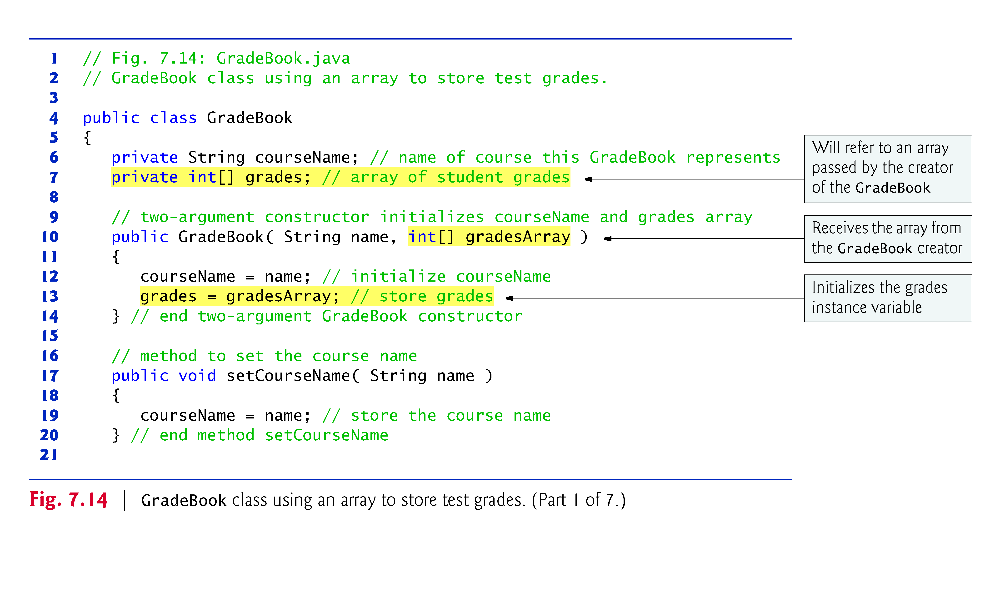 1 // Fig. 7.14: GradeBook.java
2 // GradeBook class using an array to store test grades.
3
4 public class GradeBook
5 {
6 private String courseName; // name of course this GradeBook represents
7 private int[] grades; // array of student grades
Will refer to an array
passed by the creator
of the GradeBook
8
9 // two-argument constructor initializes courseName and grades array
10 public GradeBook( String name, int[] gradesArray )
Receives the array from
the GradeBook creator
11 {
12 courseName = name; // initialize courseName
13 grades = gradesArray; // store grades
Initializes the grades
instance variable
14 } // end two-argument GradeBook constructor
15
16 // method to set the course name
17 public void setCourseName( String name )
18 {
19 courseName = name; // store the course name
20 } // end method setCourseName
21
Fig. 7.14 | GradeBook class using an array to store test grades. (Part 1 of 7.)